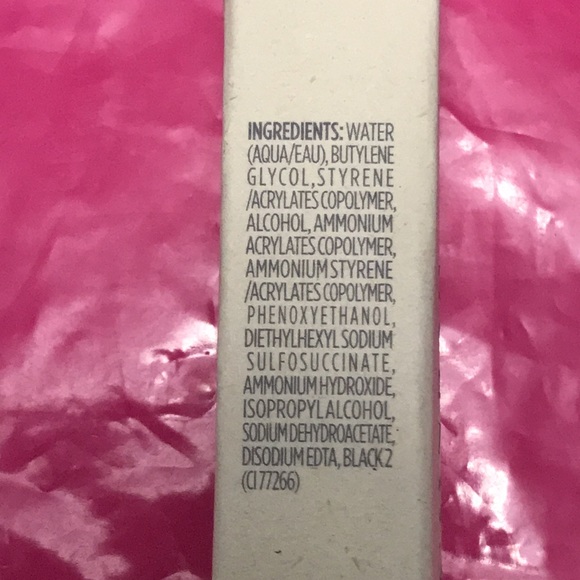 INGREDIENTS: WATER
(AQUA/EAU), BUTYLENE
GLYCOL, STYRENE
/ACRYLATES COPOLYMER,
ALCOHOL, AMMONIUM
ACRYLATES COPOLYMER,
AMMONIUM STYRENE
/ACRYLATES COPOLYMER,
PHENOXYETHANOL,
DIETHYLHEXYL SODIUM
SULFOSUCCINATE,
AMMONIUM HYDROXIDE,
ISOPROPYL ALCOHOL,
SODIUM DEHYDROACETATE,
DISODIUM EDTA, BLACK 2
(CI 77266)